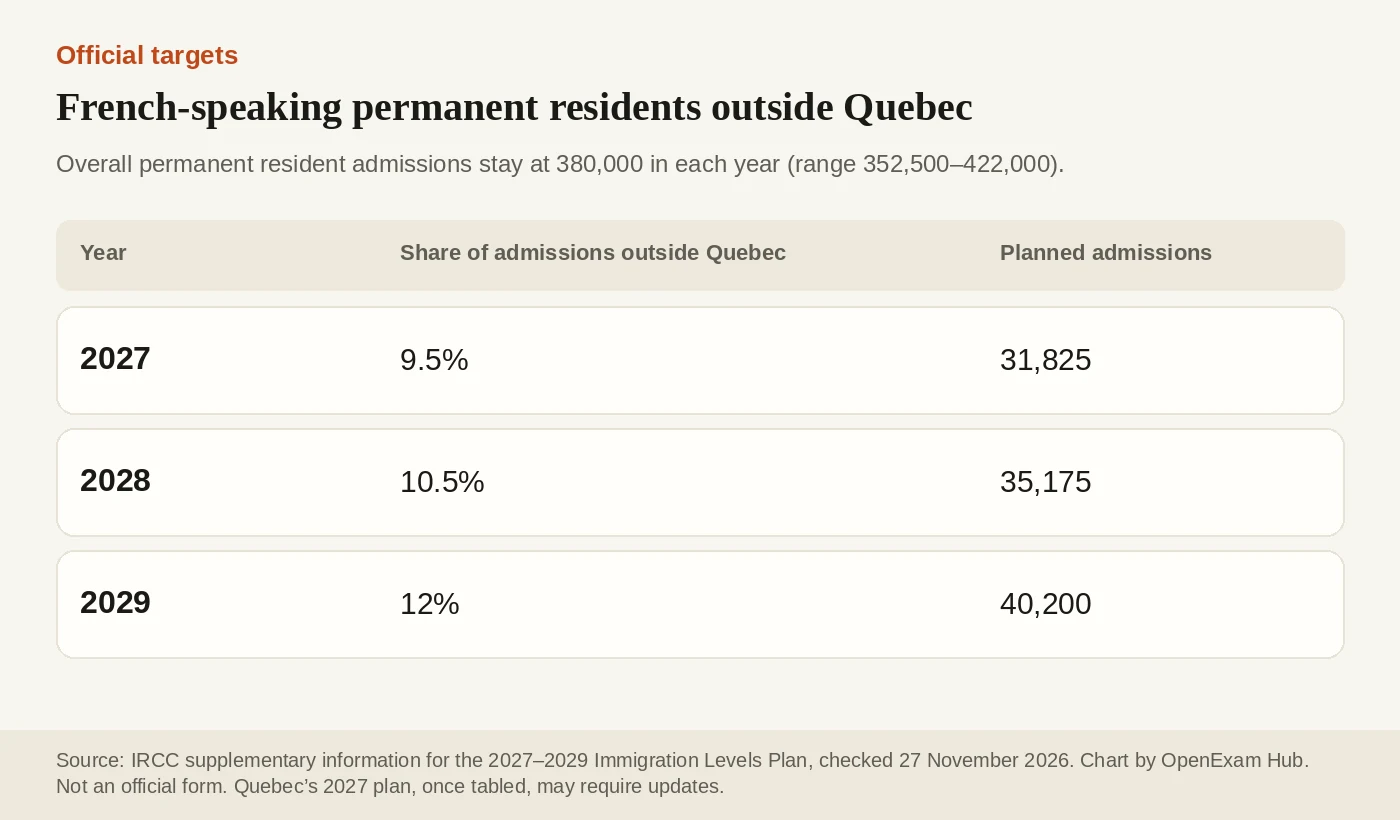 Official targets
French-speaking permanent residents outside Quebec
Overall permanent resident admissions stay at 380,000 in each year (range 352,500–422,000).
Year Share of admissions outside Quebec Planned admissions
2027 9.5% 31,825
2028 10.5% 35,175
2029 12% 40,200
Source: IRCC supplementary information for the 2027–2029 Immigration Levels Plan, checked 27 November 2026. Chart by OpenExam Hub.
Not an official form. Quebec’s 2027 plan, once tabled, may require updates.